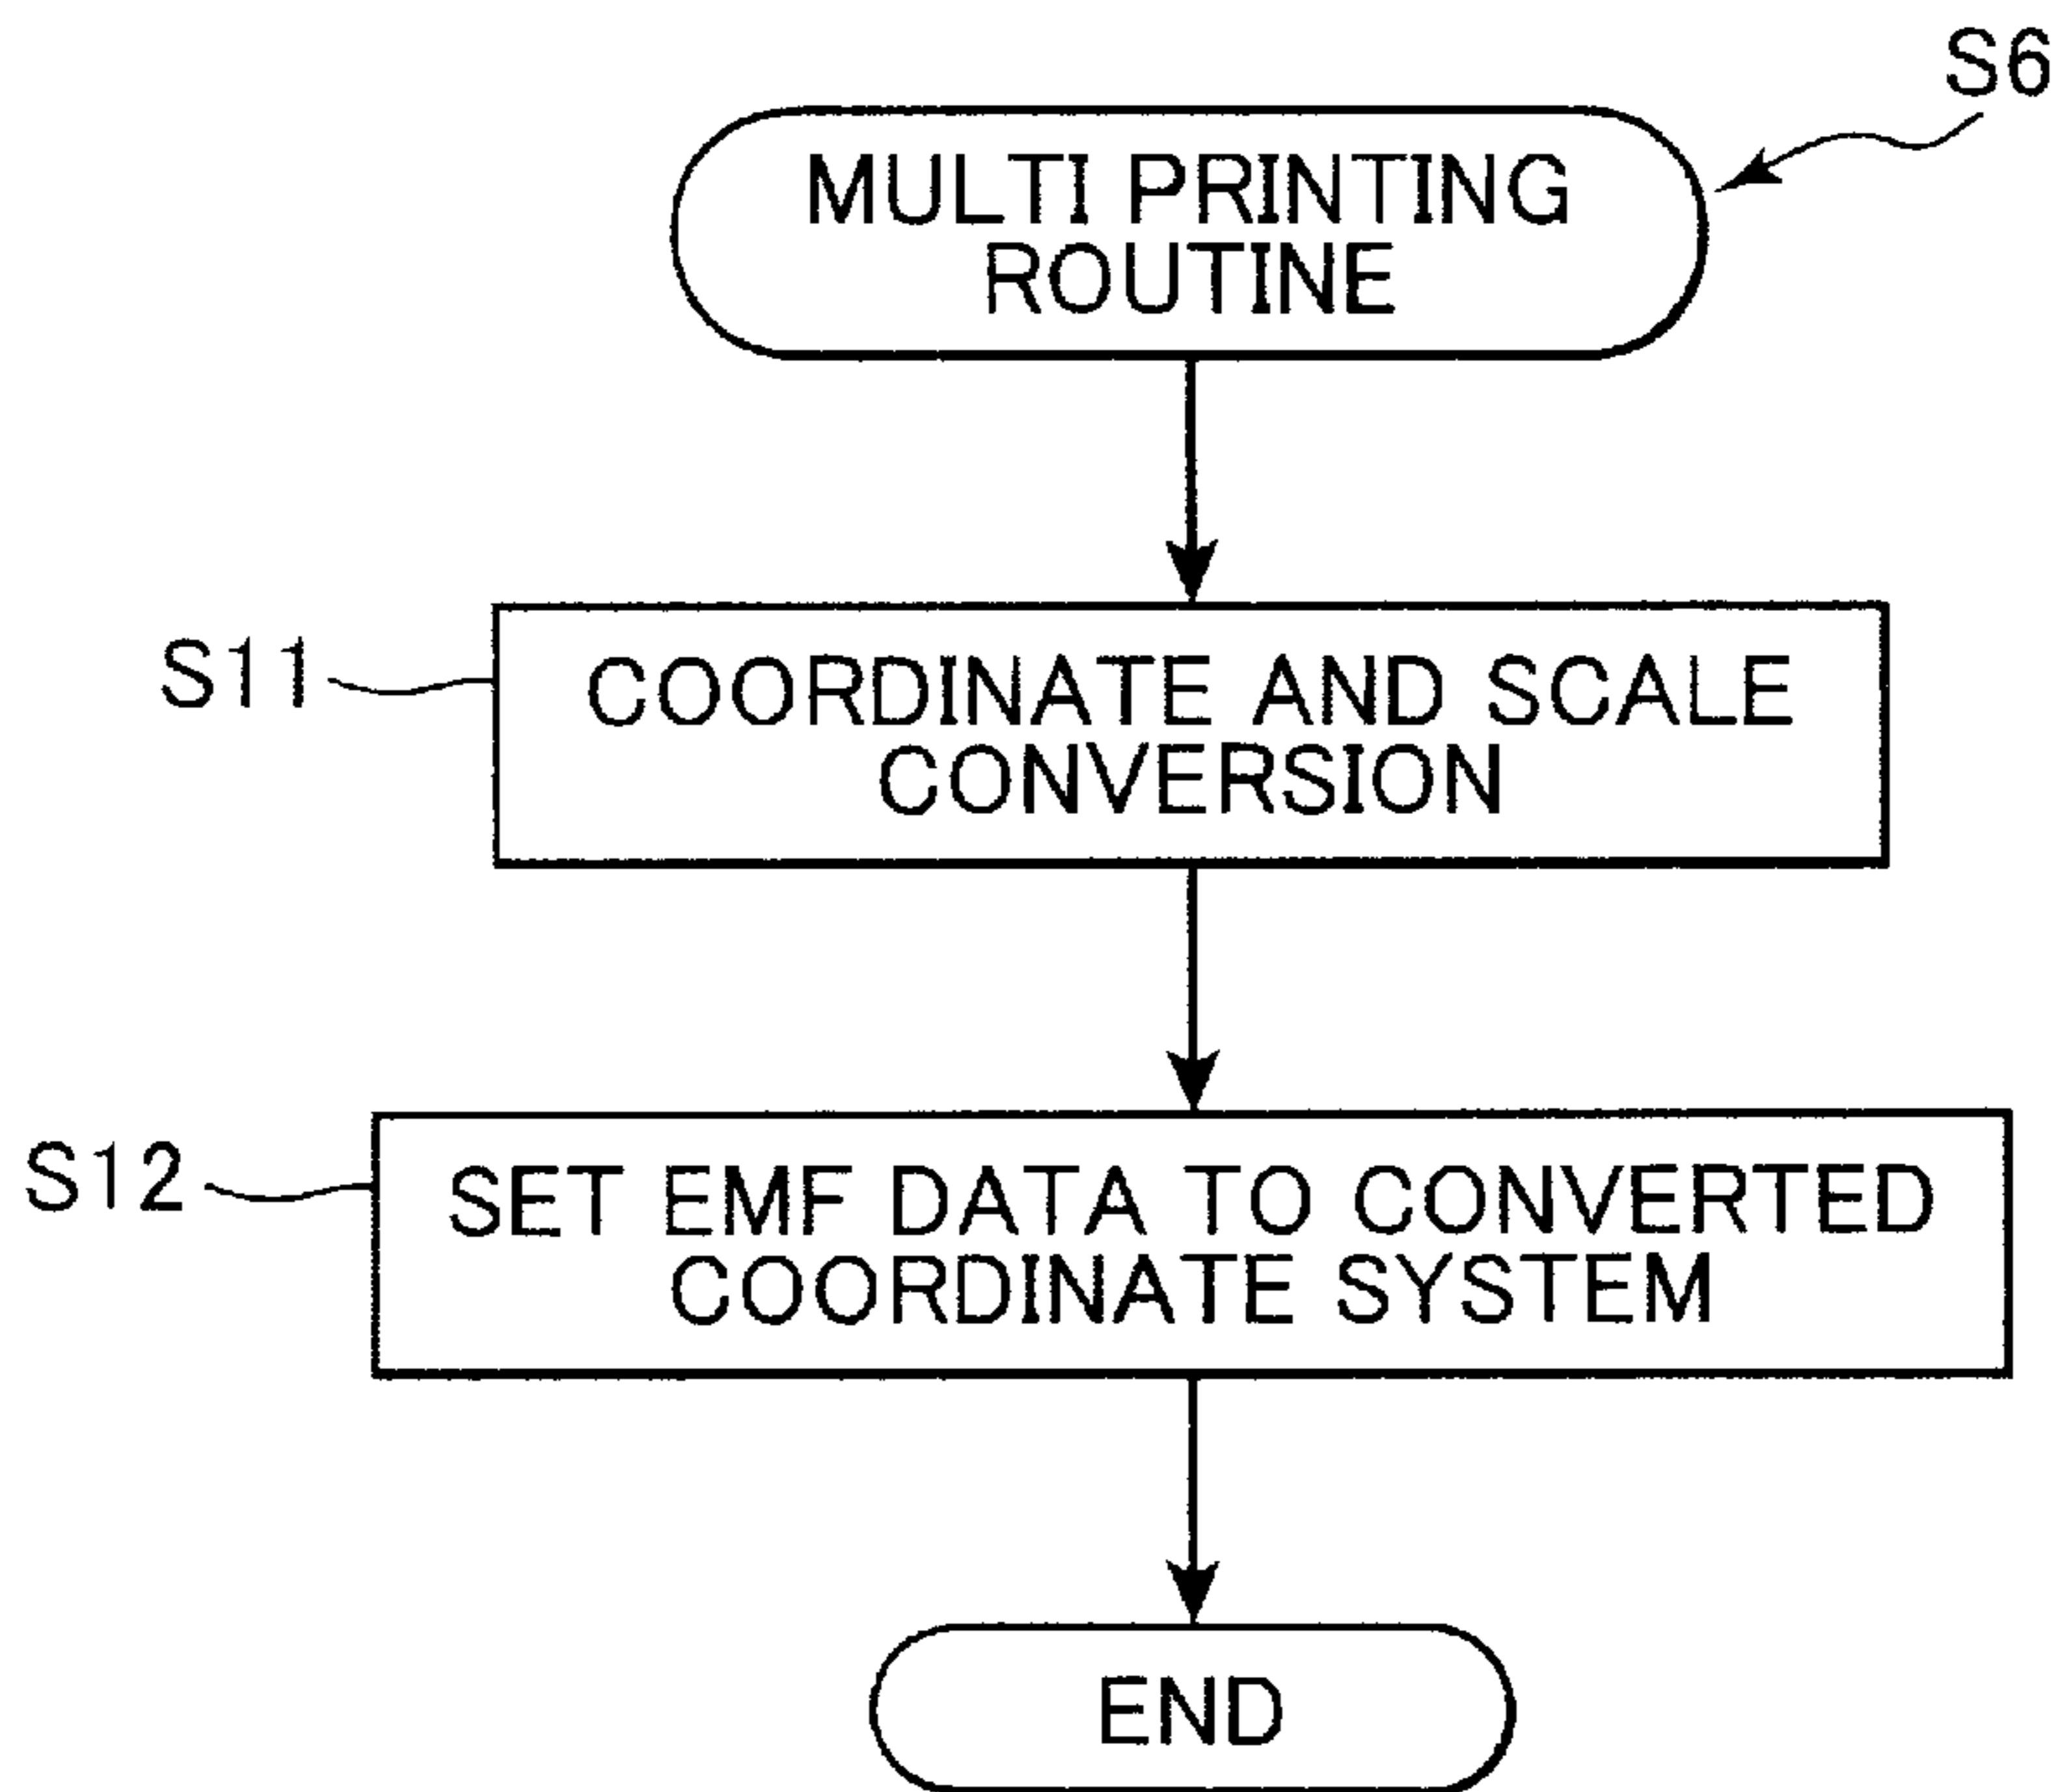 S6
MULTI PRINTING
ROUTINE
S11
COORDINATE AND SCALE
CONVERSION
S12
SET EMF DATA TO CONVERTED
COORDINATE SYSTEM
END